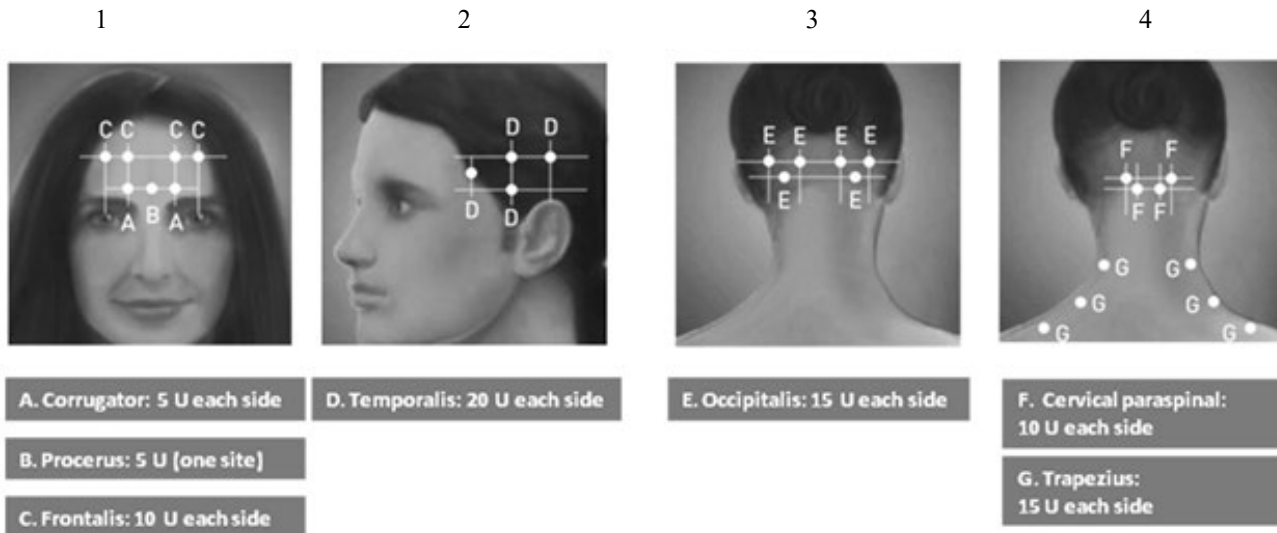 1 2 3 4
C C C C
A B A
D D
D D
E E E E
E E
F F
F F
G G
G G
G G
A. Corrugator: 5 U each side
B. Procerus: 5 U (one site)
C. Frontalis: 10 U each side
D. Temporalis: 20 U each side
E. Occipitalis: 15 U each side
F. Cervical paraspinal:
10 U each side
G. Trapezius:
15 U each side